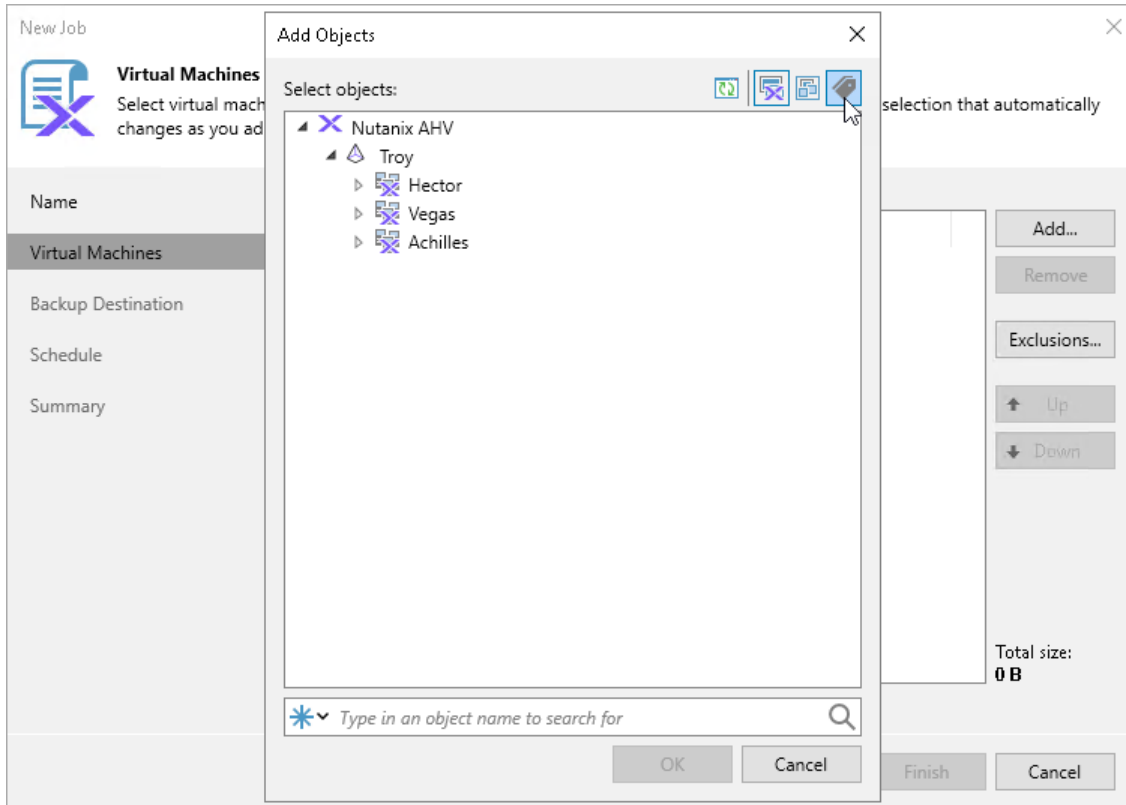 New Job
Virtual Machines
Select virtual mach
selection that automatically
changes as you ad
Name
Virtual Machines
Backup Destination
Schedule
Summary
Add Objects
Select objects:
Nutanix AHV
Troy
Hector
Vegas
Achilles
Type in an object name to search for
OK
Cancel
Add...
Remove
Exclusions...
Up
Down
Total size:
0 B
Finish
Cancel